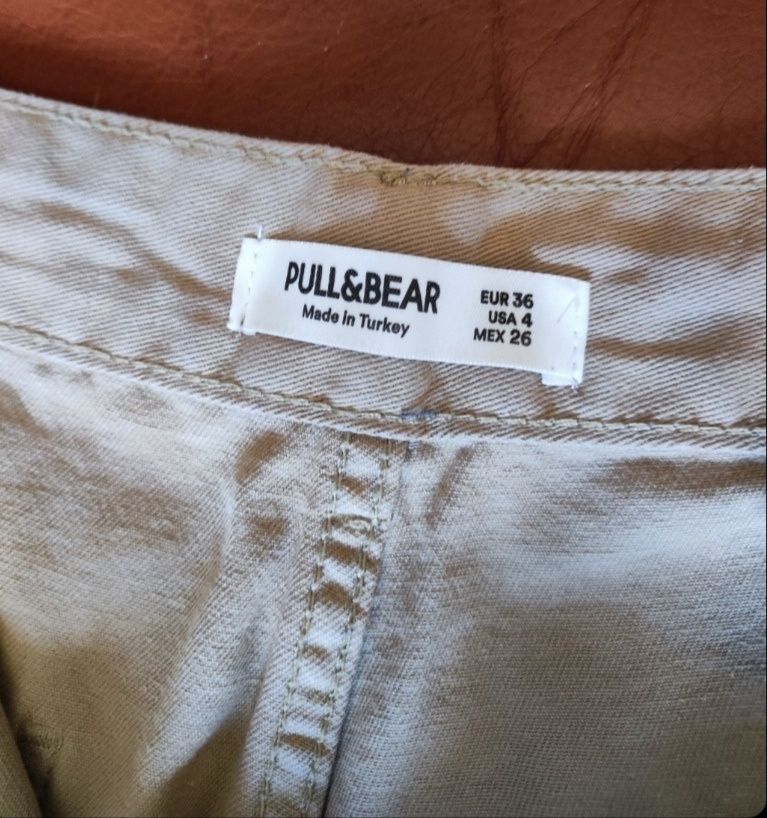 PULL&BEAR
Made in Turkey
EUR 36
USA 4
MEX 26